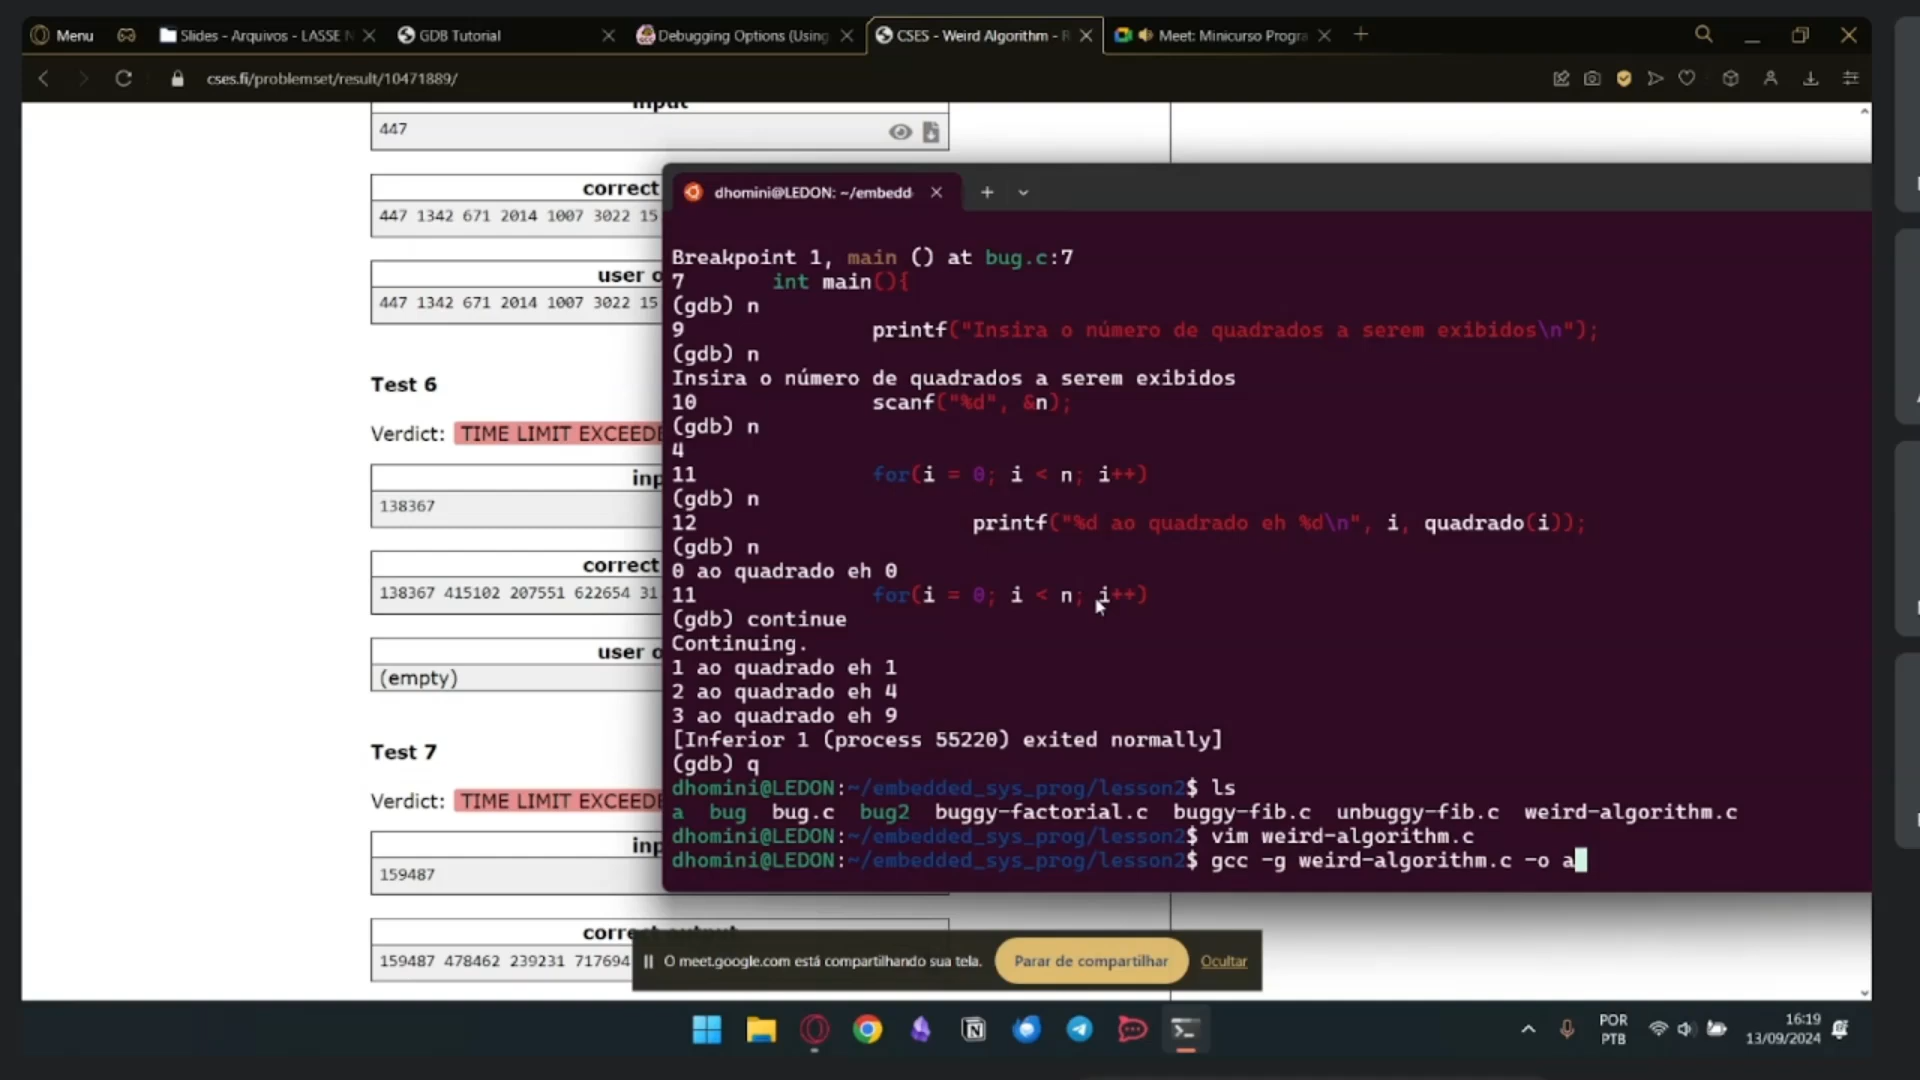 Menu
Slides - Arquivos - LASSE N
GDB Tutorial
Debugging Options (Using
CSES - Weird Algorithm - R
Meet: Minicurso Progra
cses.fi/problemset/result/10471889/
input
447
correct
447 1342 671 2014 1007 3022 15
user o
447 1342 671 2014 1007 3022 15
Test 6
Verdict: TIME LIMIT EXCEEDE
inp
138367
correct
138367 415102 207551 622654 31
user o
(empty)
Test 7
Verdict: TIME LIMIT EXCEEDE
inp
159487
correct output
159487 478462 239231 717694
dhomini@LEDON: ~/embedd
Breakpoint 1, main () at bug.c:7
7 int main(){
(gdb) n
9 printf("Insira o número de quadrados a serem exibidos\n");
(gdb) n
Insira o número de quadrados a serem exibidos
10 scanf("%d", &n);
(gdb) n
4
11 for(i = 0; i < n; i++)
(gdb) n
12 printf("%d ao quadrado eh %d\n", i, quadrado(i));
(gdb) n
0 ao quadrado eh 0
11 for(i = 0; i < n; i++)
(gdb) continue
Continuing.
1 ao quadrado eh 1
2 ao quadrado eh 4
3 ao quadrado eh 9
[Inferior 1 (process 55220) exited normally]
(gdb) q
dhomini@LEDON:~/embedded_sys_prog/lesson2$ ls
a bug bug.c bug2 buggy-factorial.c buggy-fib.c unbuggy-fib.c weird-algorithm.c
dhomini@LEDON:~/embedded_sys_prog/lesson2$ vim weird-algorithm.c
dhomini@LEDON:~/embedded_sys_prog/lesson2$ gcc -g weird-algorithm.c -o a
O meet.google.com está compartilhando sua tela.
Parar de compartilhar
Ocultar
POR
PTB
16:19
13/09/2024